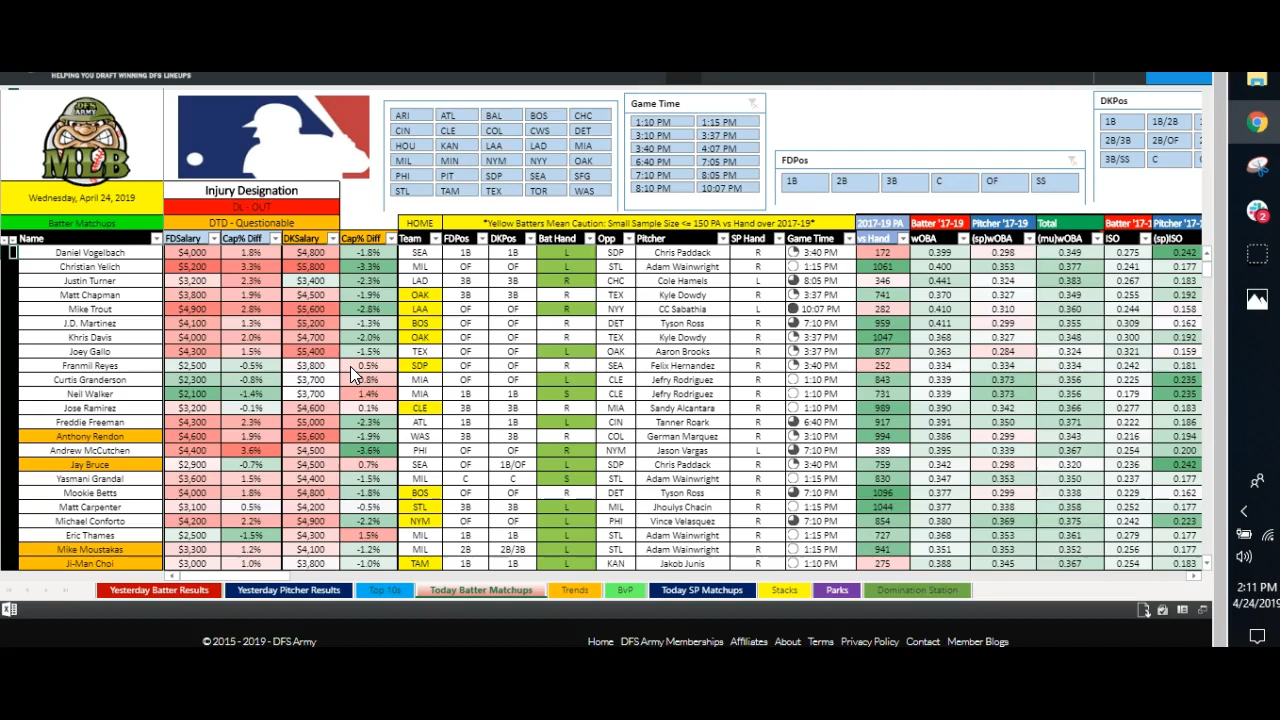 HELPING YOU DRAFT WINNING DFS LINEUPS
DFS ARMY
MLB
Wednesday, April 24, 2019
Batter Matchups
Injury Designation
DL - OUT
DTD - Questionable
ARI ATL BAL BOS CHC
CIN CLE COL CWS DET
HOU KAN LAA LAD MIA
MIL MIN NYM NYY OAK
PHI PIT SDP SEA SFG
STL TAM TEX TOR WAS
Game Time
1:10 PM 1:15 PM
3:10 PM 3:37 PM
3:40 PM 4:07 PM
6:40 PM 7:05 PM
7:10 PM 8:05 PM
8:10 PM 10:07 PM
FDPos
1B 2B 3B C OF SS
DKPos
1B 1B/2B
2B/3B 2B/OF
3B/SS C
HOME *Yellow Batters Mean Caution: Small Sample Size <= 150 PA vs Hand over 2017-19* 2017-19 PA Batter '17-19 Pitcher '17-19 Total Batter '17-1 Pitcher '17-
Name FDSalary Cap% Diff DKSalary Cap% Diff Team FDPos DKPos Bat Hand Opp Pitcher SP Hand Game Time vs Hand wOBA (sp)wOBA (mu)wOBA ISO (sp)ISO
Daniel Vogelbach $4,000 1.8% $4,800 -1.8% SEA 1B 1B L SDP Chris Paddack R 3:40 PM 172 0.399 0.298 0.349 0.275 0.242
Christian Yelich $5,200 3.3% $5,800 -3.3% MIL OF OF L STL Adam Wainwright R 1:15 PM 1061 0.400 0.353 0.377 0.241 0.177
Justin Turner $3,200 2.3% $3,400 -2.3% LAD 3B 3B R CHC Cole Hamels L 8:05 PM 346 0.441 0.324 0.383 0.267 0.193
Matt Chapman $3,800 1.9% $4,500 -1.9% OAK 3B 3B R TEX Kyle Dowdy R 3:37 PM 741 0.370 0.327 0.349 0.255 0.192
Mike Trout $4,900 2.8% $5,600 -2.8% LAA OF OF R NYY CC Sabathia L 10:07 PM 282 0.410 0.310 0.360 0.244 0.158
J.D. Martinez $4,100 1.3% $5,200 -1.3% BOS OF OF R DET Tyson Ross R 7:10 PM 959 0.411 0.299 0.355 0.309 0.162
Khris Davis $4,000 2.0% $4,700 -2.0% OAK OF OF R TEX Kyle Dowdy R 3:37 PM 1047 0.368 0.327 0.348 0.300 0.192
Joey Gallo $4,300 1.5% $5,400 -1.5% TEX OF OF L OAK Aaron Brooks R 3:37 PM 877 0.363 0.284 0.324 0.321 0.159
Franmil Reyes $2,500 -0.5% $3,800 0.5% SDP OF OF R SEA Felix Hernandez R 3:40 PM 252 0.334 0.334 0.334 0.242 0.181
Curtis Granderson $2,300 -0.8% $3,700 0.8% MIA OF OF L CLE Jefry Rodriguez R 1:10 PM 843 0.339 0.373 0.356 0.225 0.235
Neil Walker $2,100 -1.4% $3,700 1.4% MIA 1B 1B S CLE Jefry Rodriguez R 1:10 PM 731 0.339 0.373 0.356 0.179 0.235
Jose Ramirez $3,200 -0.1% $4,600 0.1% CLE 3B 3B S MIA Sandy Alcantara R 1:10 PM 989 0.390 0.342 0.366 0.277 0.183
Freddie Freeman $4,300 2.3% $5,000 -2.3% ATL 1B 1B L CIN Tanner Roark R 6:40 PM 917 0.391 0.350 0.371 0.222 0.186
Anthony Rendon $4,600 1.9% $5,600 -1.9% WAS 3B 3B R COL German Marquez R 3:10 PM 994 0.387 0.299 0.343 0.216 0.194
Andrew McCutchen $4,400 3.6% $4,500 -3.6% PHI OF OF R NYM Jason Vargas L 7:10 PM 389 0.395 0.338 0.367 0.254 0.200
Jay Bruce $2,900 -0.7% $4,500 0.7% SEA OF 1B/OF L SDP Chris Paddack R 3:40 PM 759 0.342 0.298 0.320 0.236 0.242
Yasmani Grandal $3,600 1.5% $4,400 -1.5% MIL C C S STL Adam Wainwright R 1:15 PM 830 0.345 0.353 0.349 0.225 0.177
Mookie Betts $4,000 1.8% $4,800 -1.8% BOS OF OF R DET Tyson Ross R 7:10 PM 1096 0.377 0.299 0.338 0.229 0.162
Matt Carpenter $3,100 0.5% $4,200 -0.5% STL 3B 3B L MIL Jhoulys Chacin R 1:15 PM 1044 0.377 0.338 0.358 0.258 0.135
Michael Conforto $4,200 2.2% $4,900 -2.2% NYM OF OF L PHI Vince Velasquez R 7:10 PM 854 0.380 0.369 0.375 0.242 0.223
Eric Thames $2,500 -1.5% $4,300 1.5% MIL 1B 1B L STL Adam Wainwright R 1:15 PM 727 0.368 0.353 0.361 0.268 0.177
Mike Moustakas $3,300 1.2% $4,100 -1.2% MIL 2B 2B/3B L STL Adam Wainwright R 1:15 PM 941 0.351 0.353 0.352 0.256 0.177
Ji-Man Choi $3,000 1.0% $3,800 -1.0% TAM 1B 1B L KAN Jakob Junis R 1:10 PM 275 0.388 0.345 0.367 0.254 0.183
Yesterday Batter Results Yesterday Pitcher Results Top 10s Today Batter Matchups Trends BvP Today SP Matchups Stacks Parks Domination Station
© 2015 - 2019 - DFS Army Home DFS Army Memberships Affiliates About Terms Privacy Policy Contact Member Blogs
2
2:11 PM
4/24/2019